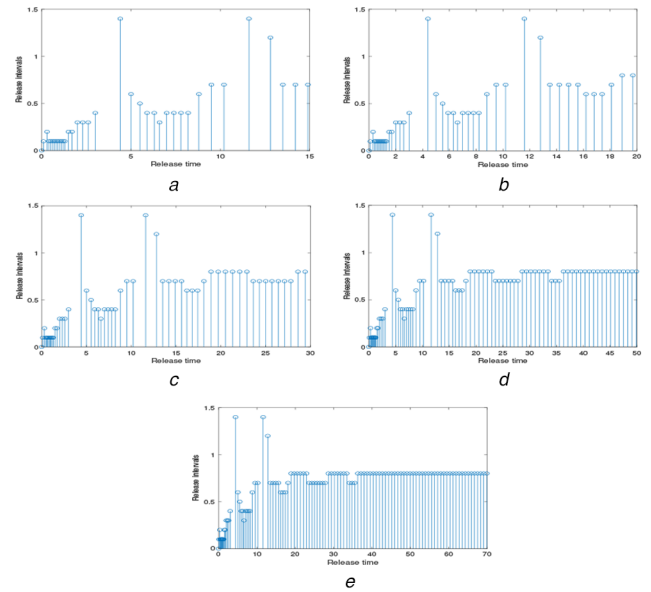 1.5
1
0.5
0
Release intervals
0 5 10 15
Release time
a
1.5
1
0.5
0
Release intervals
0 2 4 6 8 10 12 14 16 18 20
Release time
b
1.5
1
0.5
0
Release intervals
0 5 10 15 20 25 30
Release time
c
1.5
1
0.5
0
Release intervals
0 5 10 15 20 25 30 35 40 45 50
Release time
d
1.5
1
0.5
0
Release intervals
0 10 20 30 40 50 60 70
Release time
e